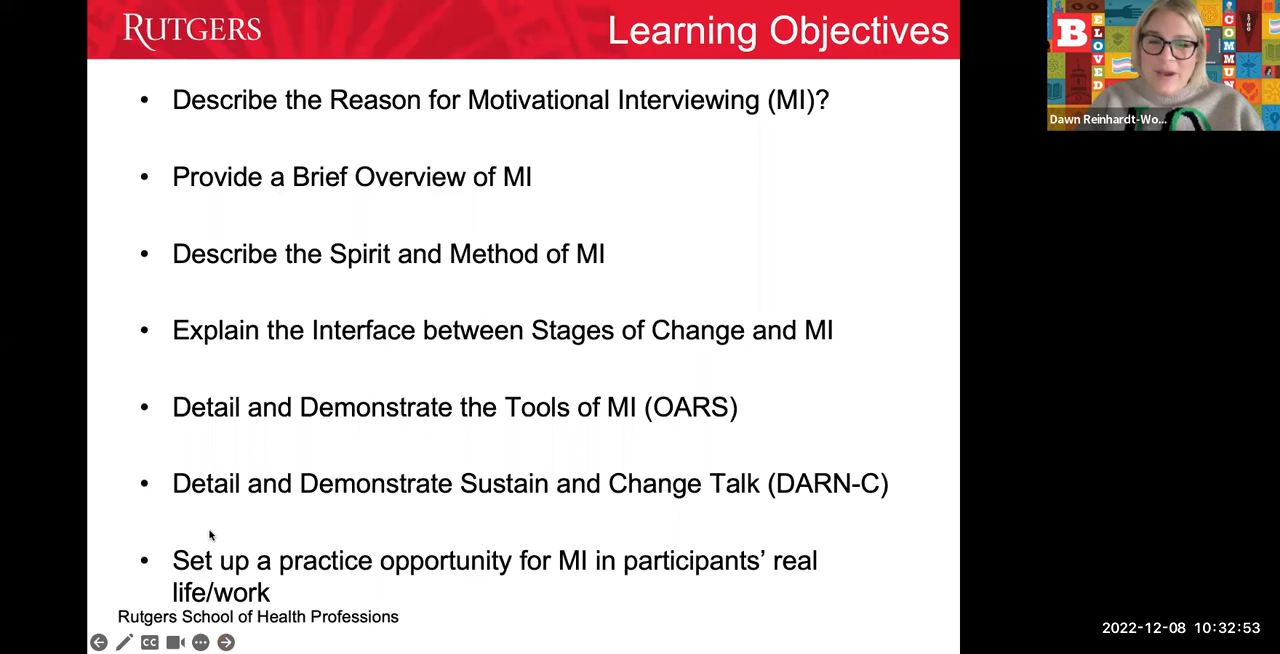 RUTGERS
Learning Objectives
• Describe the Reason for Motivational Interviewing (MI)?
• Provide a Brief Overview of MI
• Describe the Spirit and Method of MI
• Explain the Interface between Stages of Change and MI
• Detail and Demonstrate the Tools of MI (OARS)
• Detail and Demonstrate Sustain and Change Talk (DARN-C)
• Set up a practice opportunity for MI in participants’ real
life/work
Rutgers School of Health Professions
CC
B
ELOVED
COMMUN
Dawn Reinhardt-Wo...
2022-12-08 10:32:53